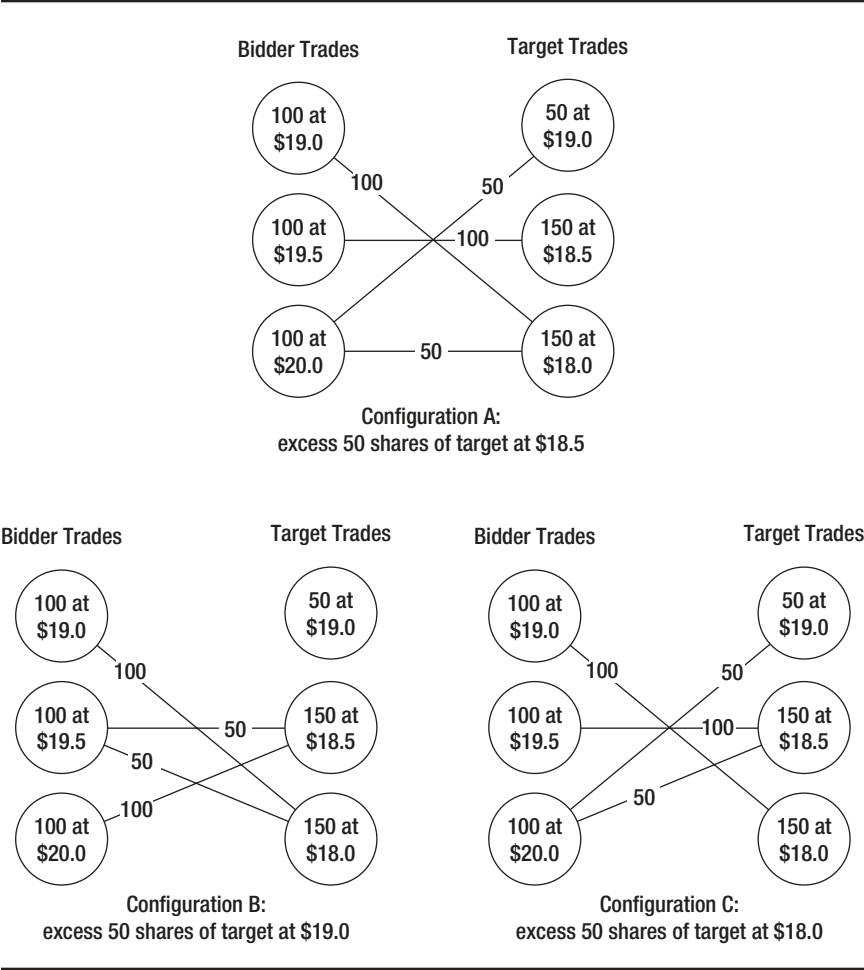 Bidder Trades
Target Trades
100 at
$19.0
50 at
$19.0
100
50
100 at
$19.5
100
150 at
$18.5
100 at
$20.0
50
150 at
$18.0
Configuration A:
excess 50 shares of target at $18.5
Bidder Trades
Target Trades
100 at
$19.0
50 at
$19.0
100
100 at
$19.5
50
150 at
$18.5
50
100
100 at
$20.0
150 at
$18.0
Configuration B:
excess 50 shares of target at $19.0
Bidder Trades
Target Trades
100 at
$19.0
50 at
$19.0
100
50
100 at
$19.5
100
150 at
$18.5
50
100 at
$20.0
150 at
$18.0
Configuration C:
excess 50 shares of target at $18.0